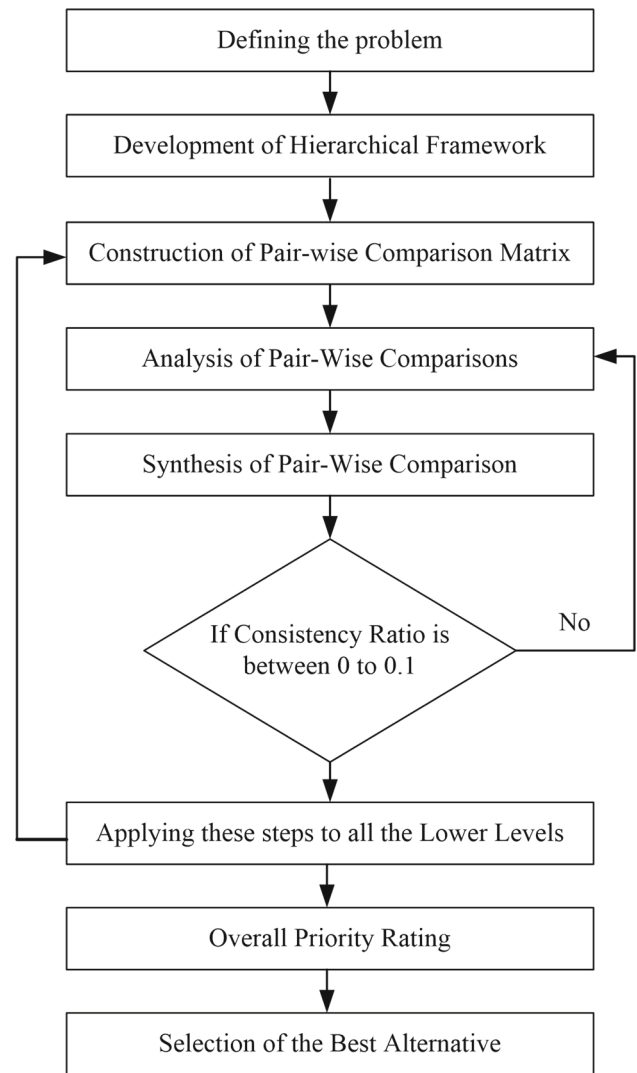 Defining the problem
Development of Hierarchical Framework
Construction of Pair-wise Comparison Matrix
Analysis of Pair-Wise Comparisons
Synthesis of Pair-Wise Comparison
If Consistency Ratio is
between 0 to 0.1
No
Applying these steps to all the Lower Levels
Overall Priority Rating
Selection of the Best Alternative